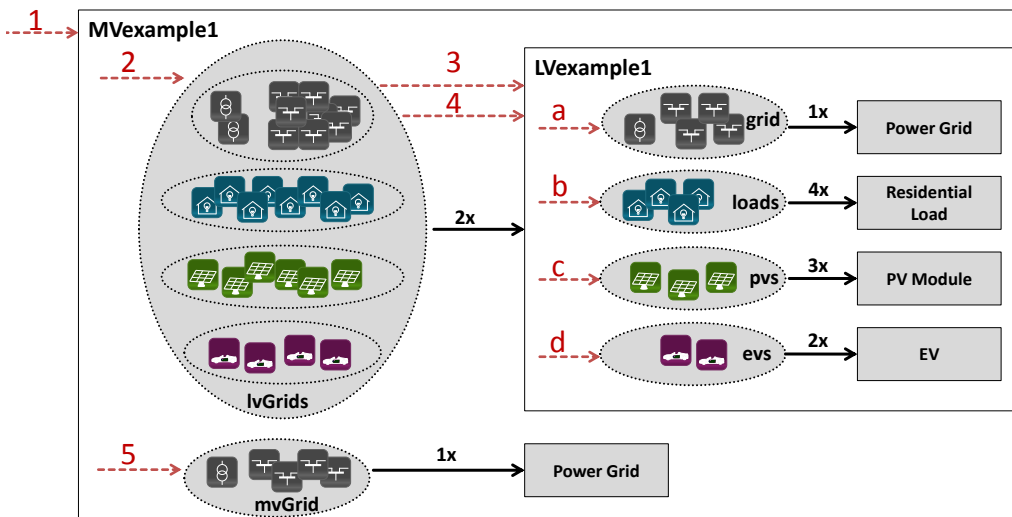 1
MVexample1
2
3
4
LVexample1
a
grid
1x
Power Grid
b
loads
4x
Residential
Load
2x
c
pvs
3x
PV Module
d
evs
2x
EV
lvGrids
5
mvGrid
1x
Power Grid